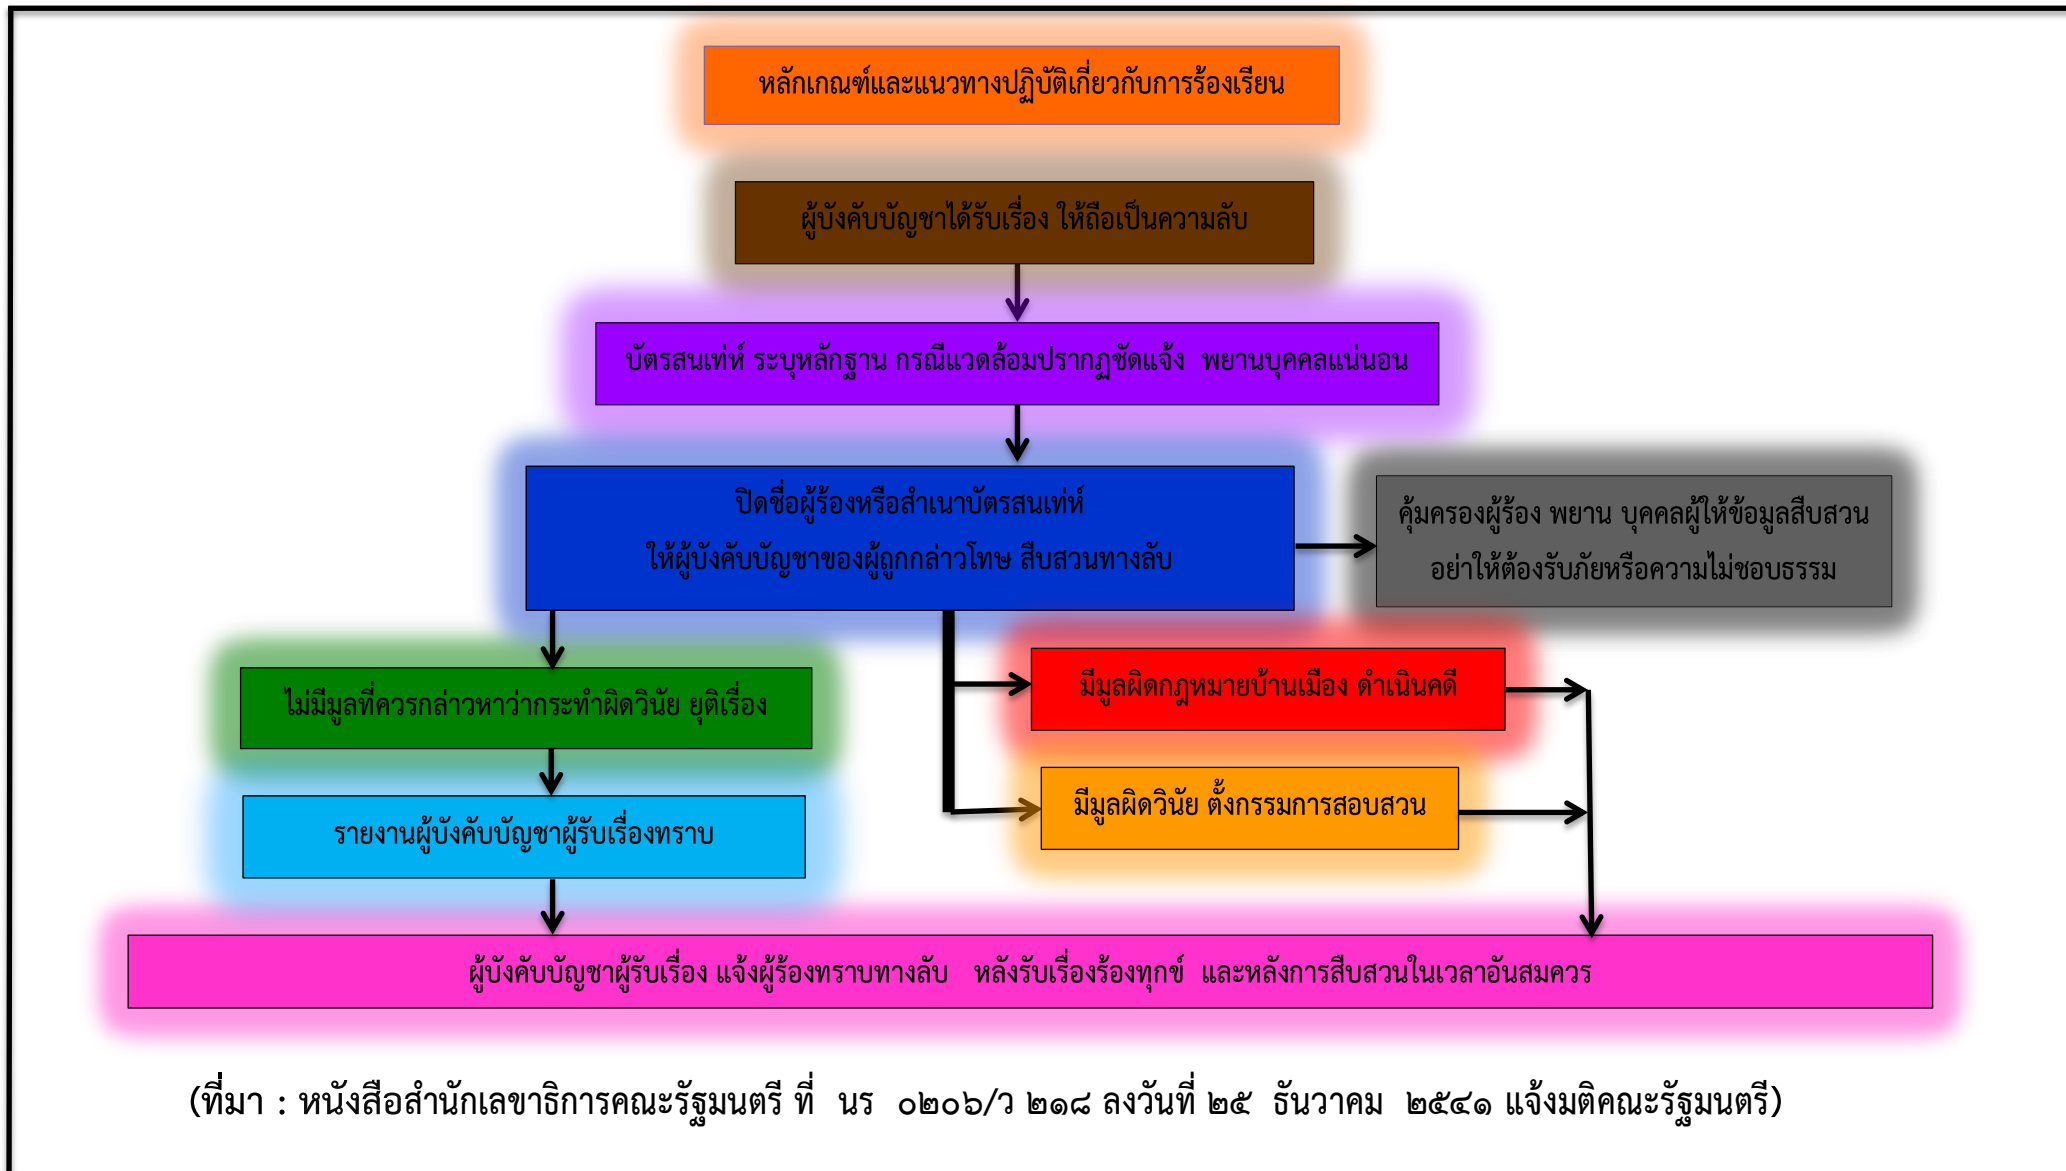 หลักเกณฑ์และแนวทางปฏิบัติเกี่ยวกับการร้องเรียน
ผู้บังคับบัญชาได้รับเรื่อง ให้ถือเป็นความลับ
บัตรสนเท่ห์ ระบุหลักฐาน กรณีแวดล้อมปรากฏชัดแจ้ง พยานบุคคลแน่นอน
ปิดชื่อผู้ร้องหรือสำเนาบัตรสนเท่ห์
ให้ผู้บังคับบัญชาของผู้ถูกกล่าวโทษ สืบสวนทางลับ
คุ้มครองผู้ร้อง พยาน บุคคลผู้ให้ข้อมูลสืบสวน
อย่าให้ต้องรับภัยหรือความไม่ชอบธรรม
ไม่มีมูลที่ควรกล่าวหาว่ากระทำผิดวินัย ยุติเรื่อง
มีมูลผิดกฎหมายบ้านเมือง ดำเนินคดี
มีมูลผิดวินัย ตั้งกรรมการสอบสวน
รายงานผู้บังคับบัญชาผู้รับเรื่องทราบ
ผู้บังคับบัญชาผู้รับเรื่อง แจ้งผู้ร้องทราบทางลับ หลังรับเรื่องร้องทุกข์ และหลังการสืบสวนในเวลาอันสมควร
(ที่มา : หนังสือสำนักเลขาธิการคณะรัฐมนตรี ที่ นร ๐๒๐๖/ว ๒๑๘ ลงวันที่ ๒๕ ธันวาคม ๒๕๔๑ แจ้งมติคณะรัฐมนตรี)